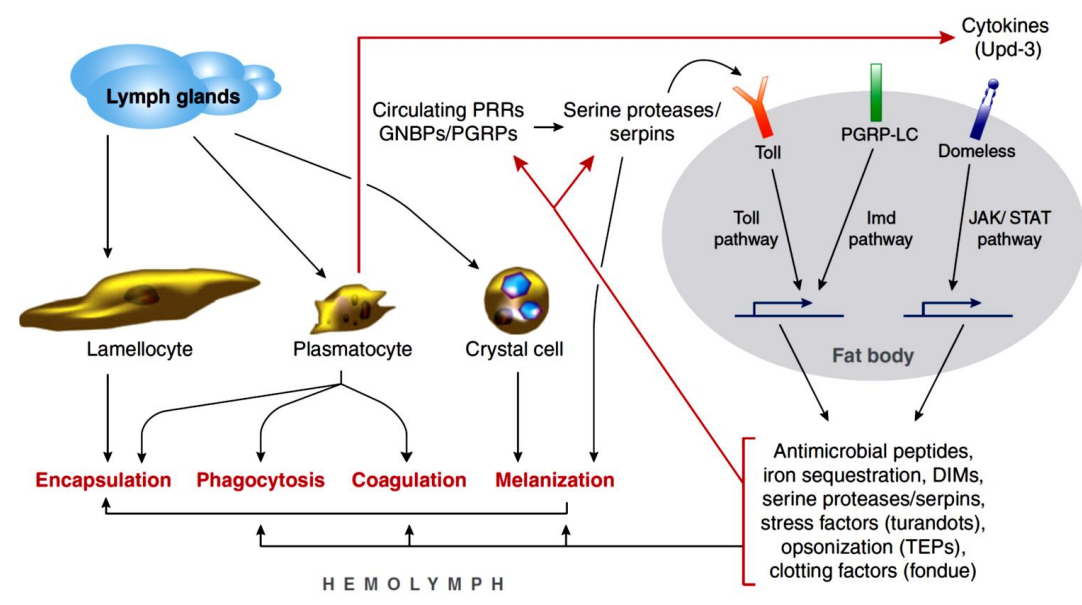 Cytokines
(Upd-3)
Lymph glands
Circulating PRRs
GNBPs/PGRPs
Serine proteases/
serpins
Toll
PGRP-LC
Domeless
Toll
pathway
Imd
pathway
JAK/ STAT
pathway
Lamellocyte
Plasmatocyte
Crystal cell
Fat body
Encapsulation
Phagocytosis
Coagulation
Melanization
Antimicrobial peptides,
iron sequestration, DIMs,
serine proteases/serpins,
stress factors (turandots),
opsonization (TEPs),
clotting factors (fondue)
HEMOLYMPH